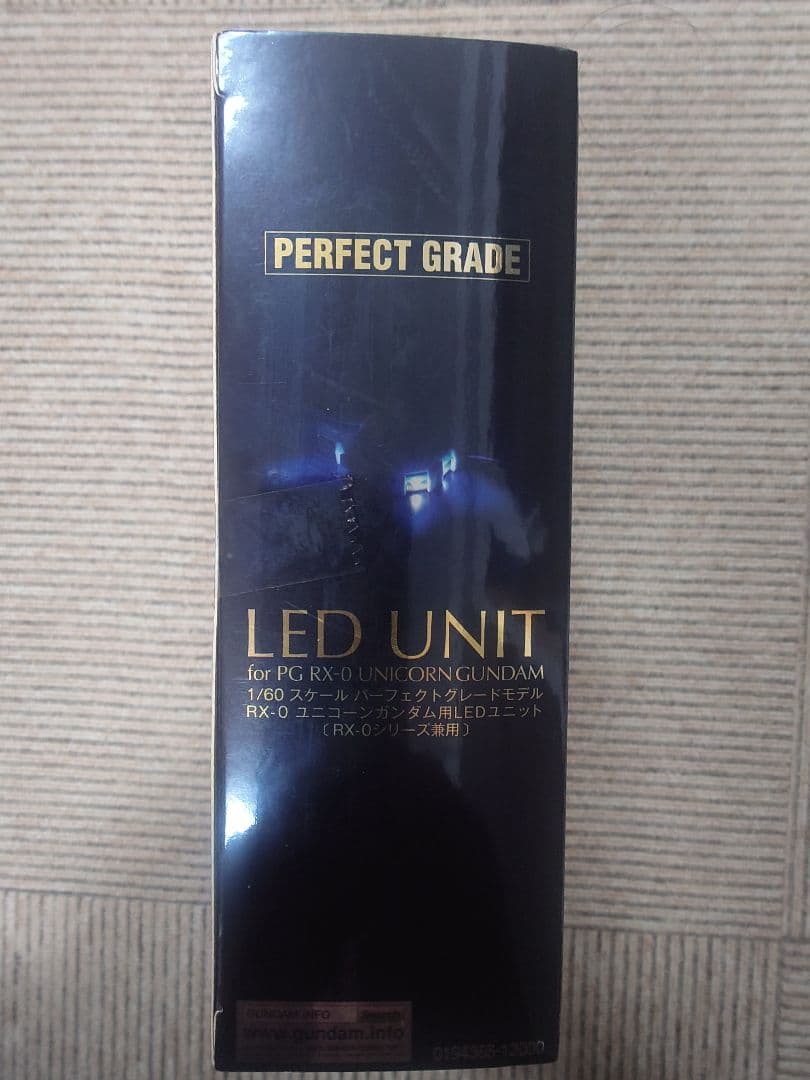 PERFECT GRADE
LED UNIT
for PG RX-0 UNICORN GUNDAM
1/60 スケール パーフェクトグレードモデル
RX-0 ユニコーンガンダム用LEDユニット
〔RX-0シリーズ兼用〕
GUNDAM.INFO Search
www.gundam.info